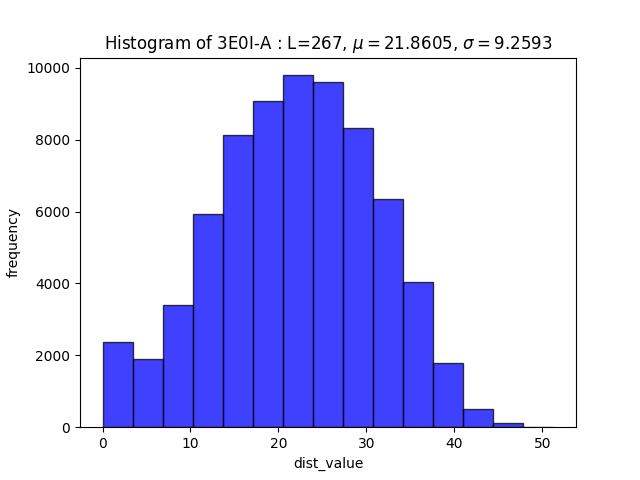 Histogram of 3E0I-A : L=267, μ = 21.8605, σ = 9.2593
10000
8000
6000
4000
2000
0
frequency
0 10 20 30 40 50
dist_value